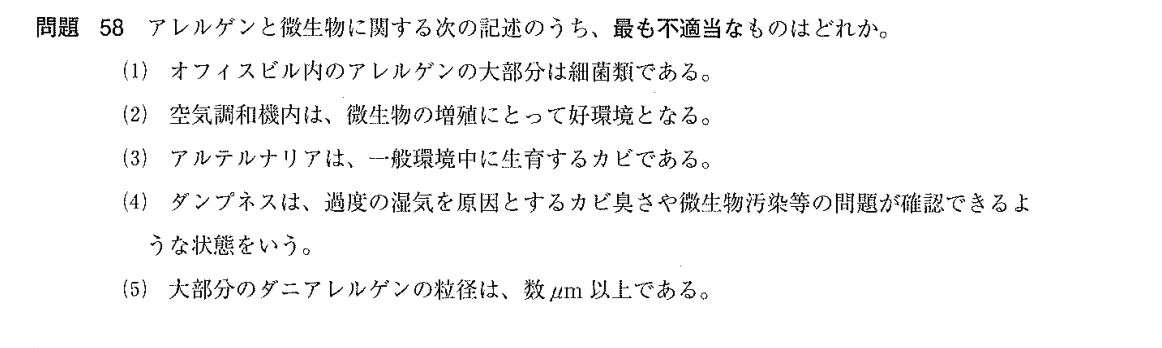 問題 58 アレルゲンと微生物に関する次の記述のうち、最も不適当なものはどれか。
(1) オフィスビル内のアレルゲンの大部分は細菌類である。
(2) 空気調和機内は、微生物の増殖にとって好環境となる。
(3) アルテルナリアは、一般環境中に生育するカビである。
(4) ダンプネスは、過度の湿気を原因とするカビ臭さや微生物汚染等の問題が確認できるよ
うな状態をいう。
(5) 大部分のダニアレルゲンの粒径は、数 μm 以上である。